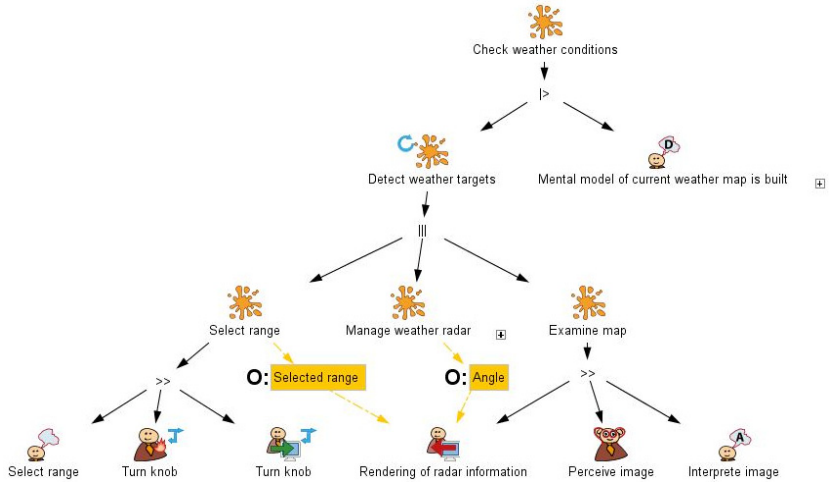 Check weather conditions
|>
D
Detect weather targets
Mental model of current weather map is built
|||
Select range
Manage weather radar
Examine map
>>
O: Selected range
O: Angle
>>
A
Select range
Turn knob
Turn knob
Rendering of radar information
Perceive image
Interprete image